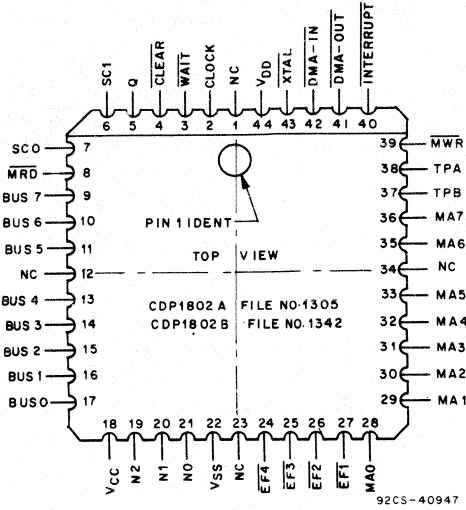 SC1 Q CLEAR WAIT CLOCK NC VDD XTAL DMA-IN DMA-OUT INTERRUPT
6 5 4 3 2 1 44 43 42 41 40
SC0 7 39 MWR
MRD 8 38 TPA
BUS 7 9 37 TPB
BUS 6 10 36 MA7
PIN 1 IDENT
BUS 5 11 35 MA6
TOP VIEW
NC 12 34 NC
BUS 4 13 33 MA5
CDP1802A FILE NO. 1305
BUS 3 14 32 MA4
CDP1802B FILE NO. 1342
BUS 2 15 31 MA3
BUS 1 16 30 MA2
BUS0 17 29 MA1
18 19 20 21 22 23 24 25 26 27 28
VCC N2 N1 N0 VSS NC EF4 EF3 EF2 EF1 MA0
92CS-40947